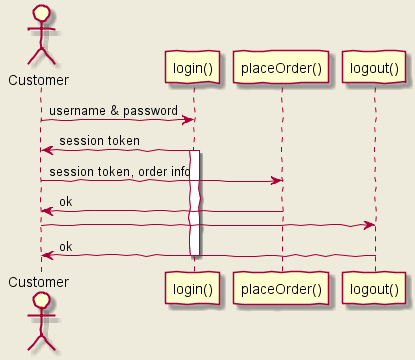 Customer
login()
placeOrder()
logout()
username & password
session token
session token, order info
ok
ok
Customer
login()
placeOrder()
logout()